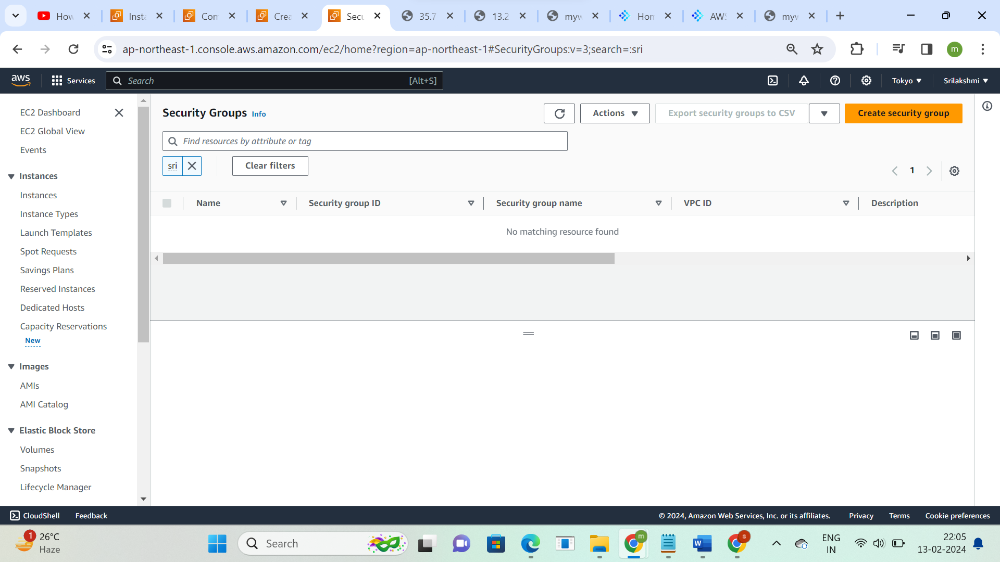 How
Insta
Con
Crea
Secu
35.7
13.2
myw
Hom
AWS
myw
ap-northeast-1.console.aws.amazon.com/ec2/home?region=ap-northeast-1#SecurityGroups:v=3;search=:sri
m
aws
Services
Search
[Alt+S]
Tokyo
Srilakshmi
EC2 Dashboard
EC2 Global View
Events
Instances
Instances
Instance Types
Launch Templates
Spot Requests
Savings Plans
Reserved Instances
Dedicated Hosts
Capacity Reservations
New
Images
AMIs
AMI Catalog
Elastic Block Store
Volumes
Snapshots
Lifecycle Manager
Security Groups Info
Actions
Export security groups to CSV
Create security group
Find resources by attribute or tag
sri
Clear filters
1
Name
Security group ID
Security group name
VPC ID
Description
No matching resource found
CloudShell
Feedback
© 2024, Amazon Web Services, Inc. or its affiliates.
Privacy
Terms
Cookie preferences
1
26°C
Haze
Search
m
W
s
ENG
IN
22:05
13-02-2024